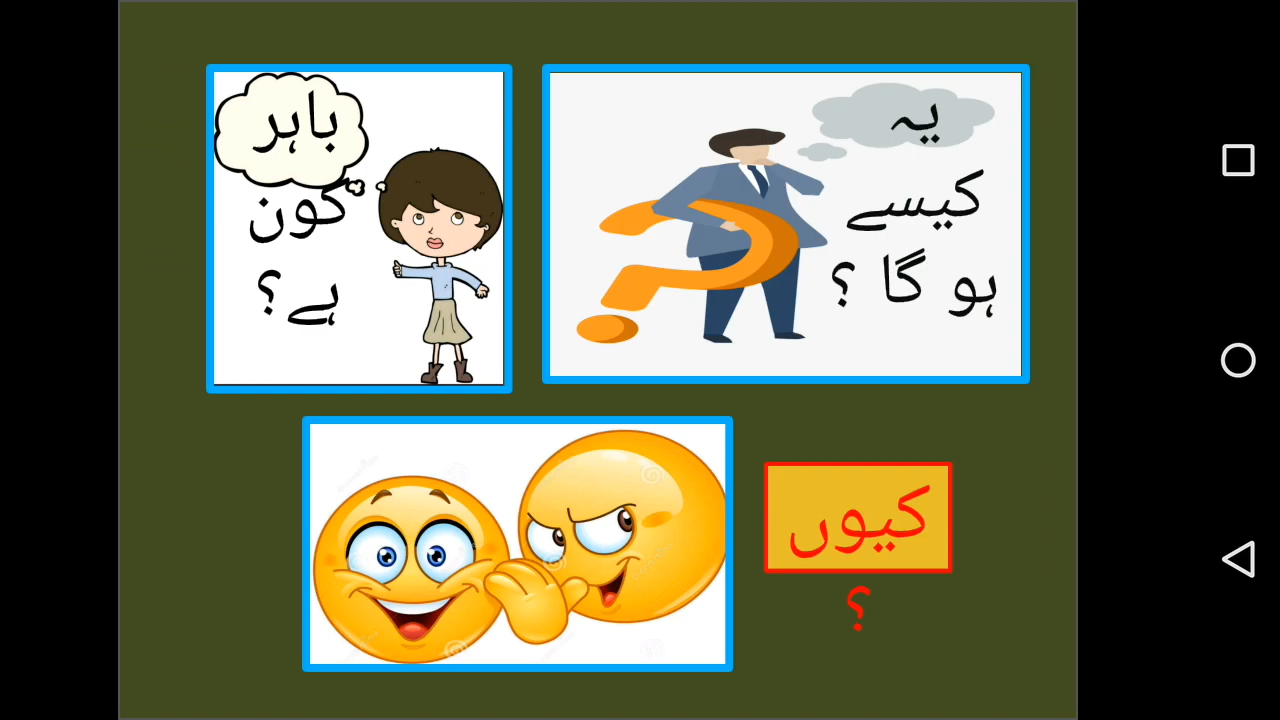 باہر
کون
ہے؟
یہ
کیسے
ہو گا ؟
کیوں
؟